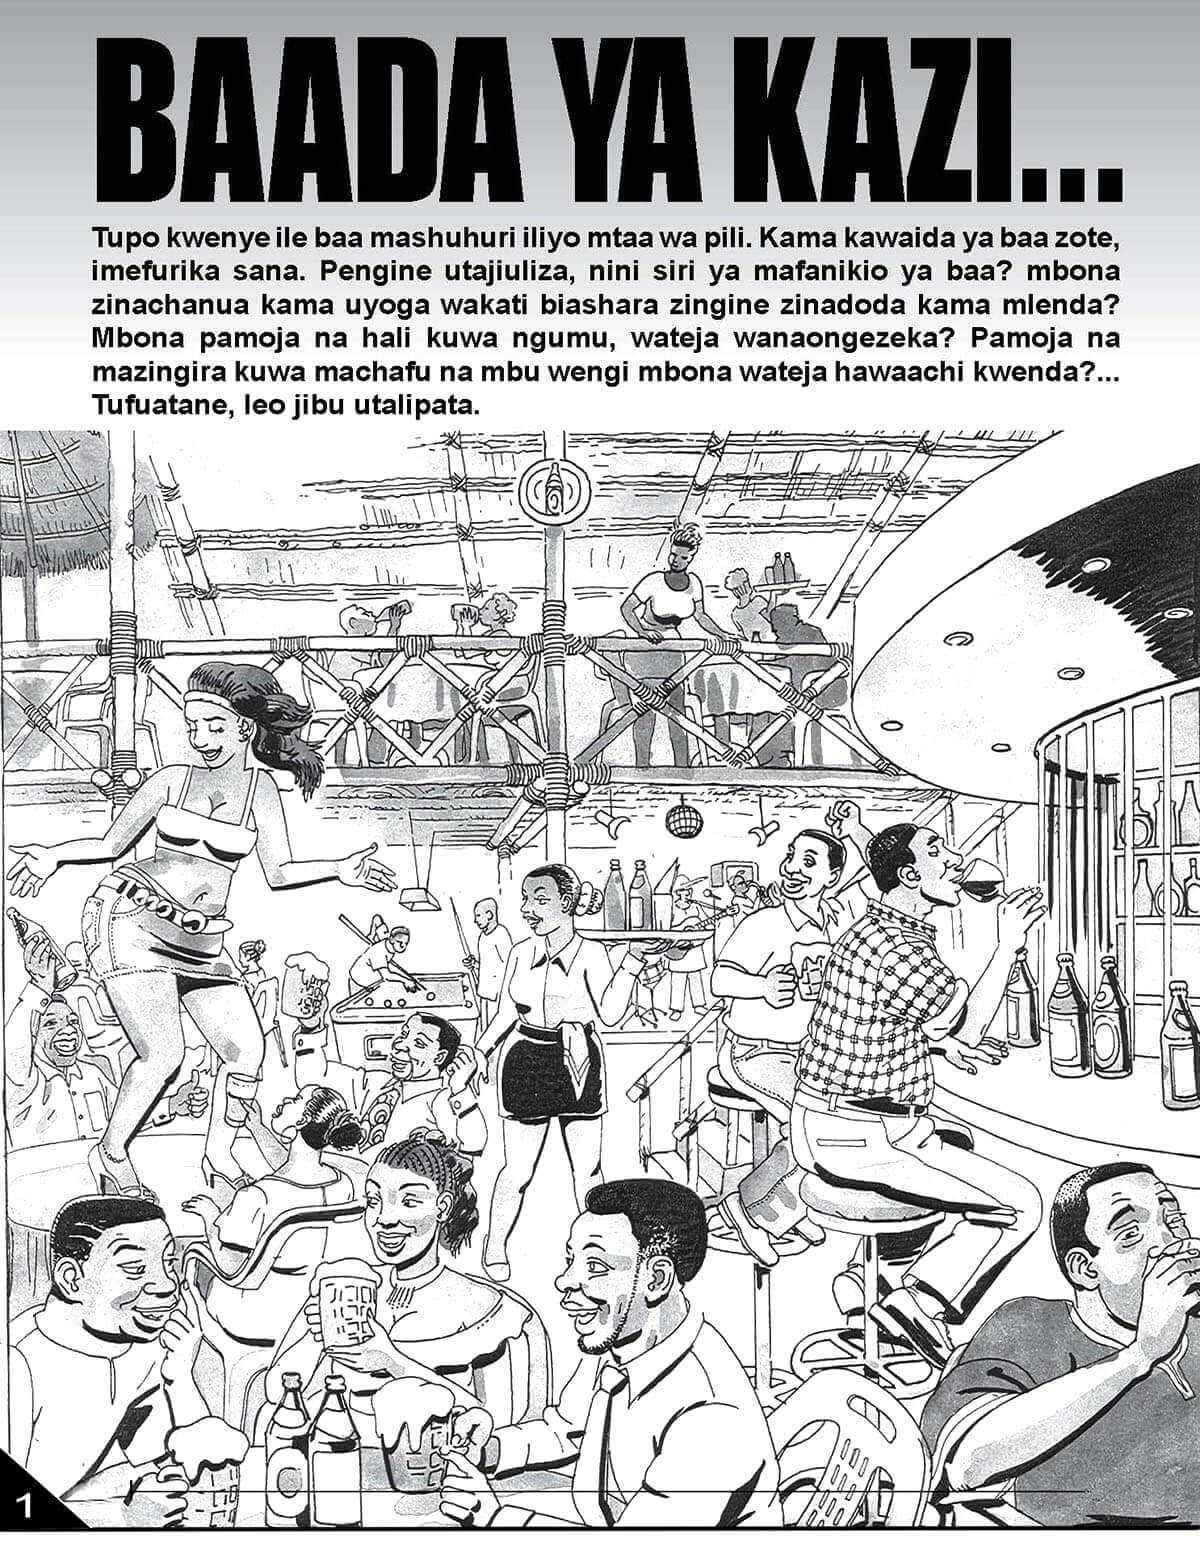 BAADA YA KAZI...
Tupo kwenye ile baa mashuhuri iliyo mtaa wa pili. Kama kawaida ya baa zote,
imefurika sana. Pengine utajiuliza, nini siri ya mafanikio ya baa? mbona
zinachanua kama uyoga wakati biashara zingine zinadoda kama mlenda?
Mbona pamoja na hali kuwa ngumu, wateja wanaongezeka? Pamoja na
mazingira kuwa machafu na mbu wengi mbona wateja hawaachi kwenda?...
Tufuatane, leo jibu utalipata.
1